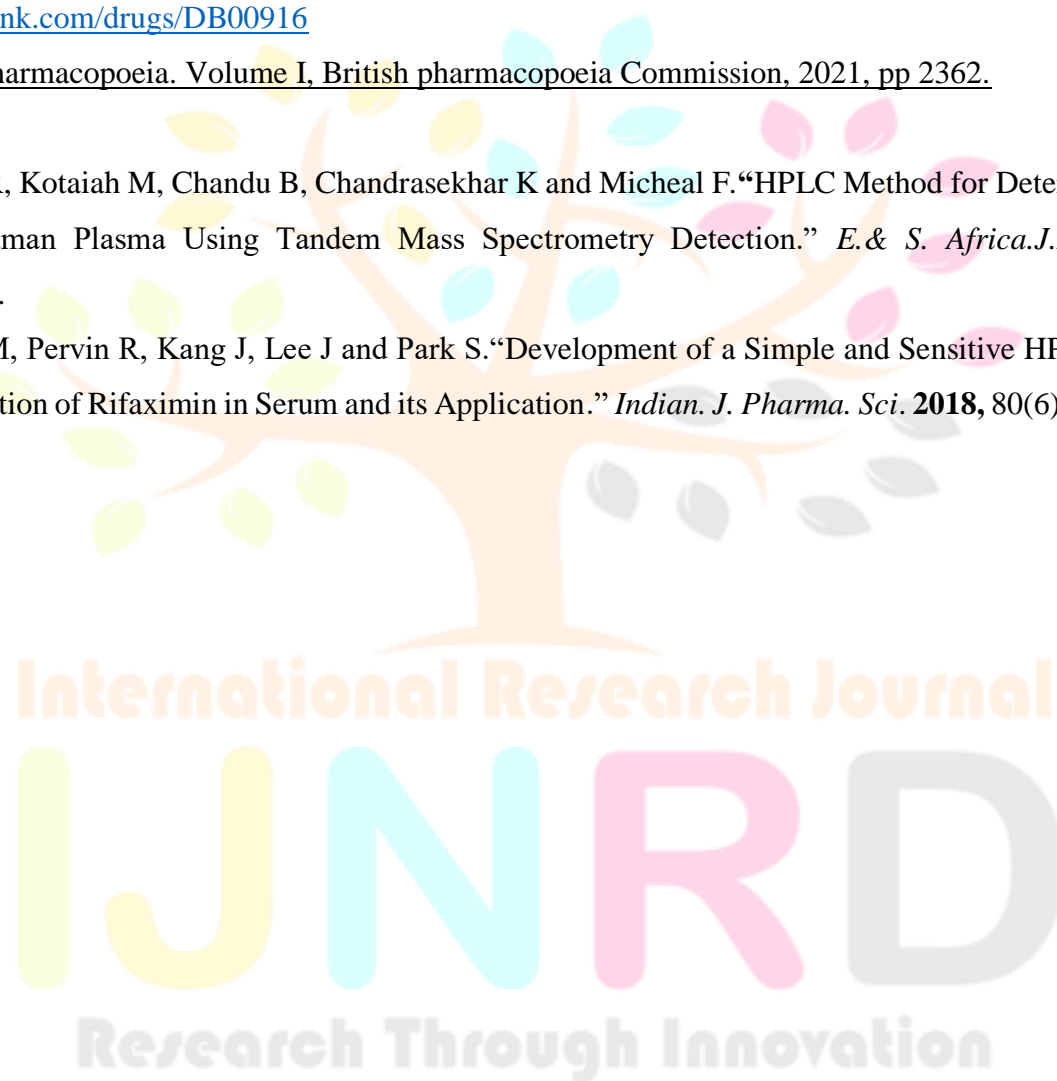 nk.com/drugs/DB00916
harmacopoeia. Volume I, British pharmacopoeia Commission, 2021, pp 2362.
, Kotaiah M, Chandu B, Chandrasekhar K and Micheal F.“HPLC Method for Dete
man Plasma Using Tandem Mass Spectrometry Detection.” E.& S. Africa.J.
.
M, Pervin R, Kang J, Lee J and Park S.“Development of a Simple and Sensitive HP
tion of Rifaximin in Serum and its Application.” Indian. J. Pharma. Sci. 2018, 80(6)
International Research Journal
IJNRD
Research Through Innovation